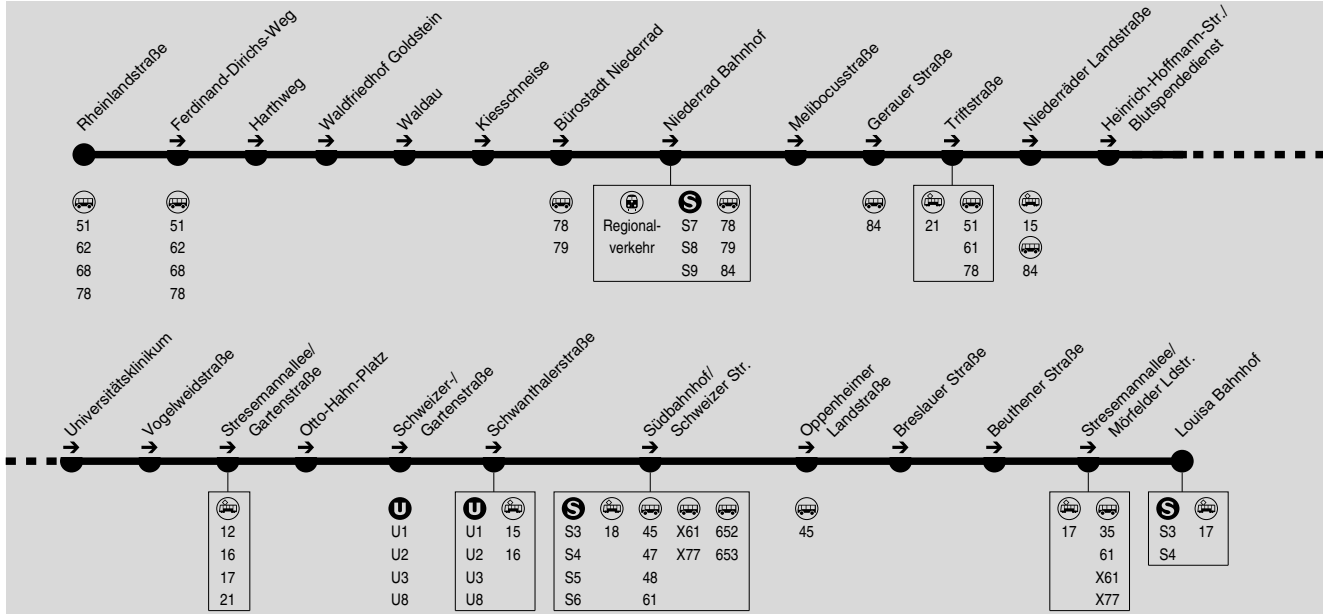 Rheinlandstraße
Ferdinand-Dirichs-Weg
Harthweg
Waldfriedhof Goldstein
Waldau
Kiesschneise
Bürostadt Niederrad
Niederrad Bahnhof
Melibocusstraße
Gerauer Straße
Triftstraße
Niederräder Landstraße
Heinrich-Hoffmann-Str./
Blutspendedienst
51
62
68
78
51
62
68
78
78
79
Regional-
verkehr
S
S7
S8
S9
78
79
84
84
21
51
61
78
15
84
Universitätsklinikum
Vogelweidstraße
Stresemannallee/
Gartenstraße
Otto-Hahn-Platz
Schweizer-/
Gartenstraße
Schwanthalerstraße
Südbahnhof/
Schweizer Str.
Oppenheimer
Landstraße
Breslauer Straße
Beuthener Straße
Stresemannallee/
Mörfelder Ldstr.
Louisa Bahnhof
12
16
17
21
U
U1
U2
U3
U8
U
U1
U2
U3
U8
15
16
S
S3
S4
S5
S6
18
45
47
48
61
X61
X77
652
653
45
17
35
61
X61
X77
S
S3
S4
17